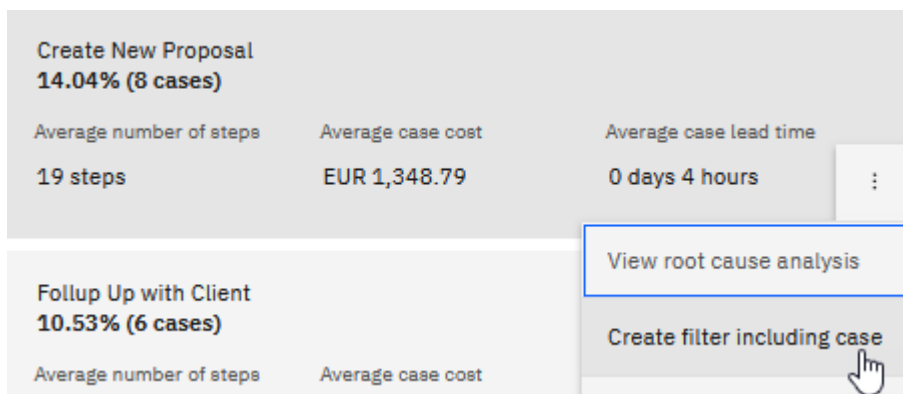 Create New Proposal
14.04% (8 cases)
Average number of steps
Average case cost
Average case lead time
19 steps
EUR 1,348.79
0 days 4 hours
View root cause analysis
Follup Up with Client
10.53% (6 cases)
Create filter including case
Average number of steps
Average case cost